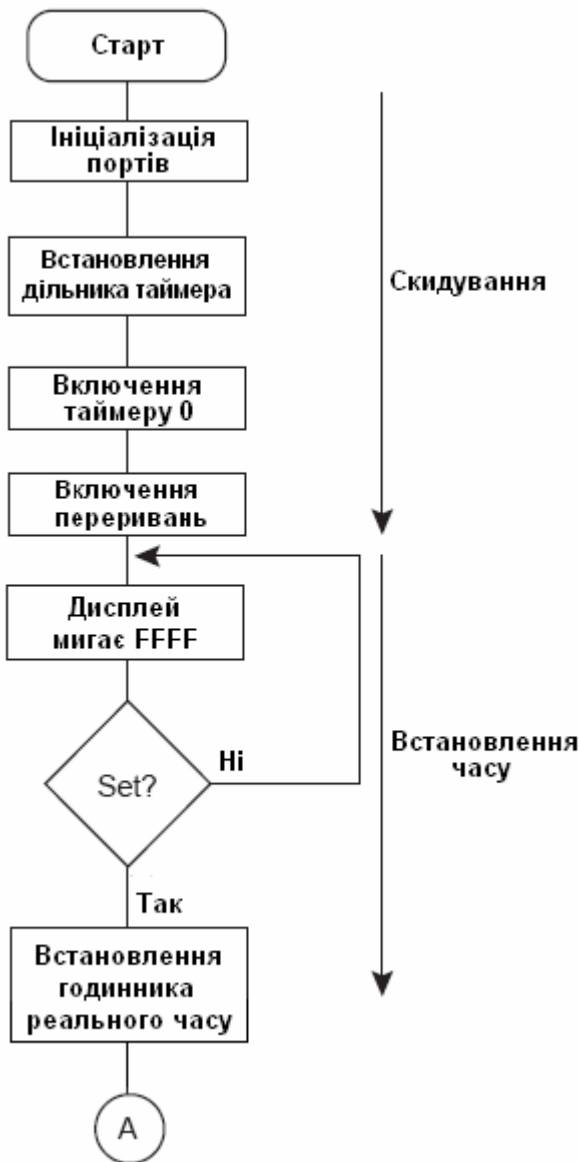 Старт
Ініціалізація
портів
Встановлення
дільника таймера
Скидування
Включення
таймеру 0
Включення
переривань
Дисплей
мигає FFFF
Set?
Ні
Встановлення
часу
Так
Встановлення
годинника
реального часу
A